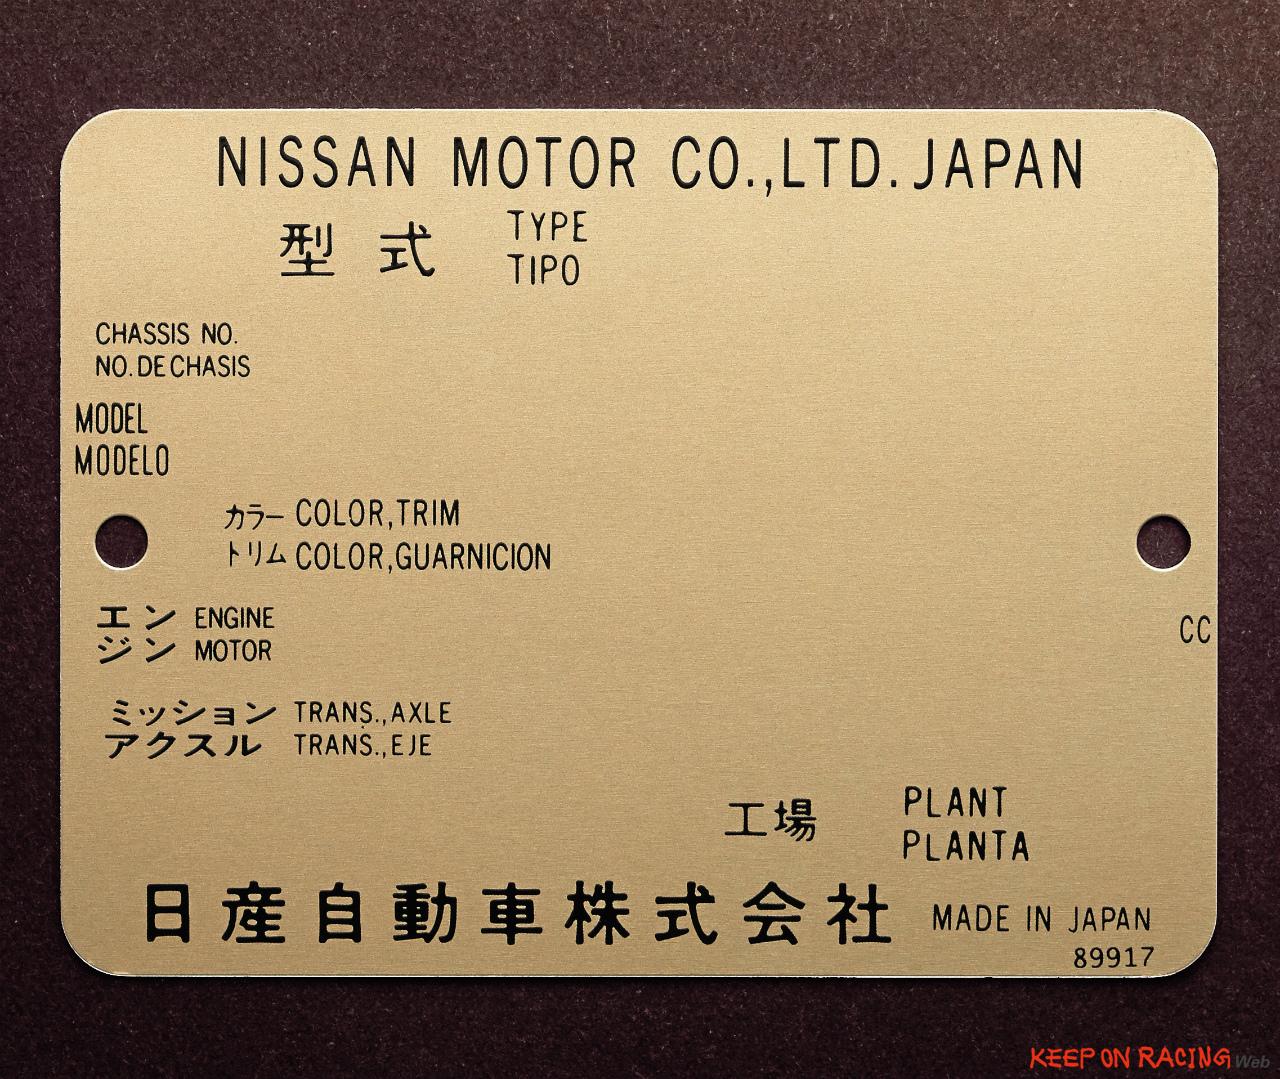 NISSAN MOTOR CO.,LTD. JAPAN
型式 TYPE
TIPO
CHASSIS NO.
NO. DE CHASIS
MODEL
MODELO
カラー COLOR,TRIM
トリム COLOR,GUARNICION
エン ENGINE
ジン MOTOR
CC
ミッション TRANS.,AXLE
アクスル TRANS.,EJE
工場 PLANT
PLANTA
日産自動車株式会社 MADE IN JAPAN
89917
KEEP ON RACING Web